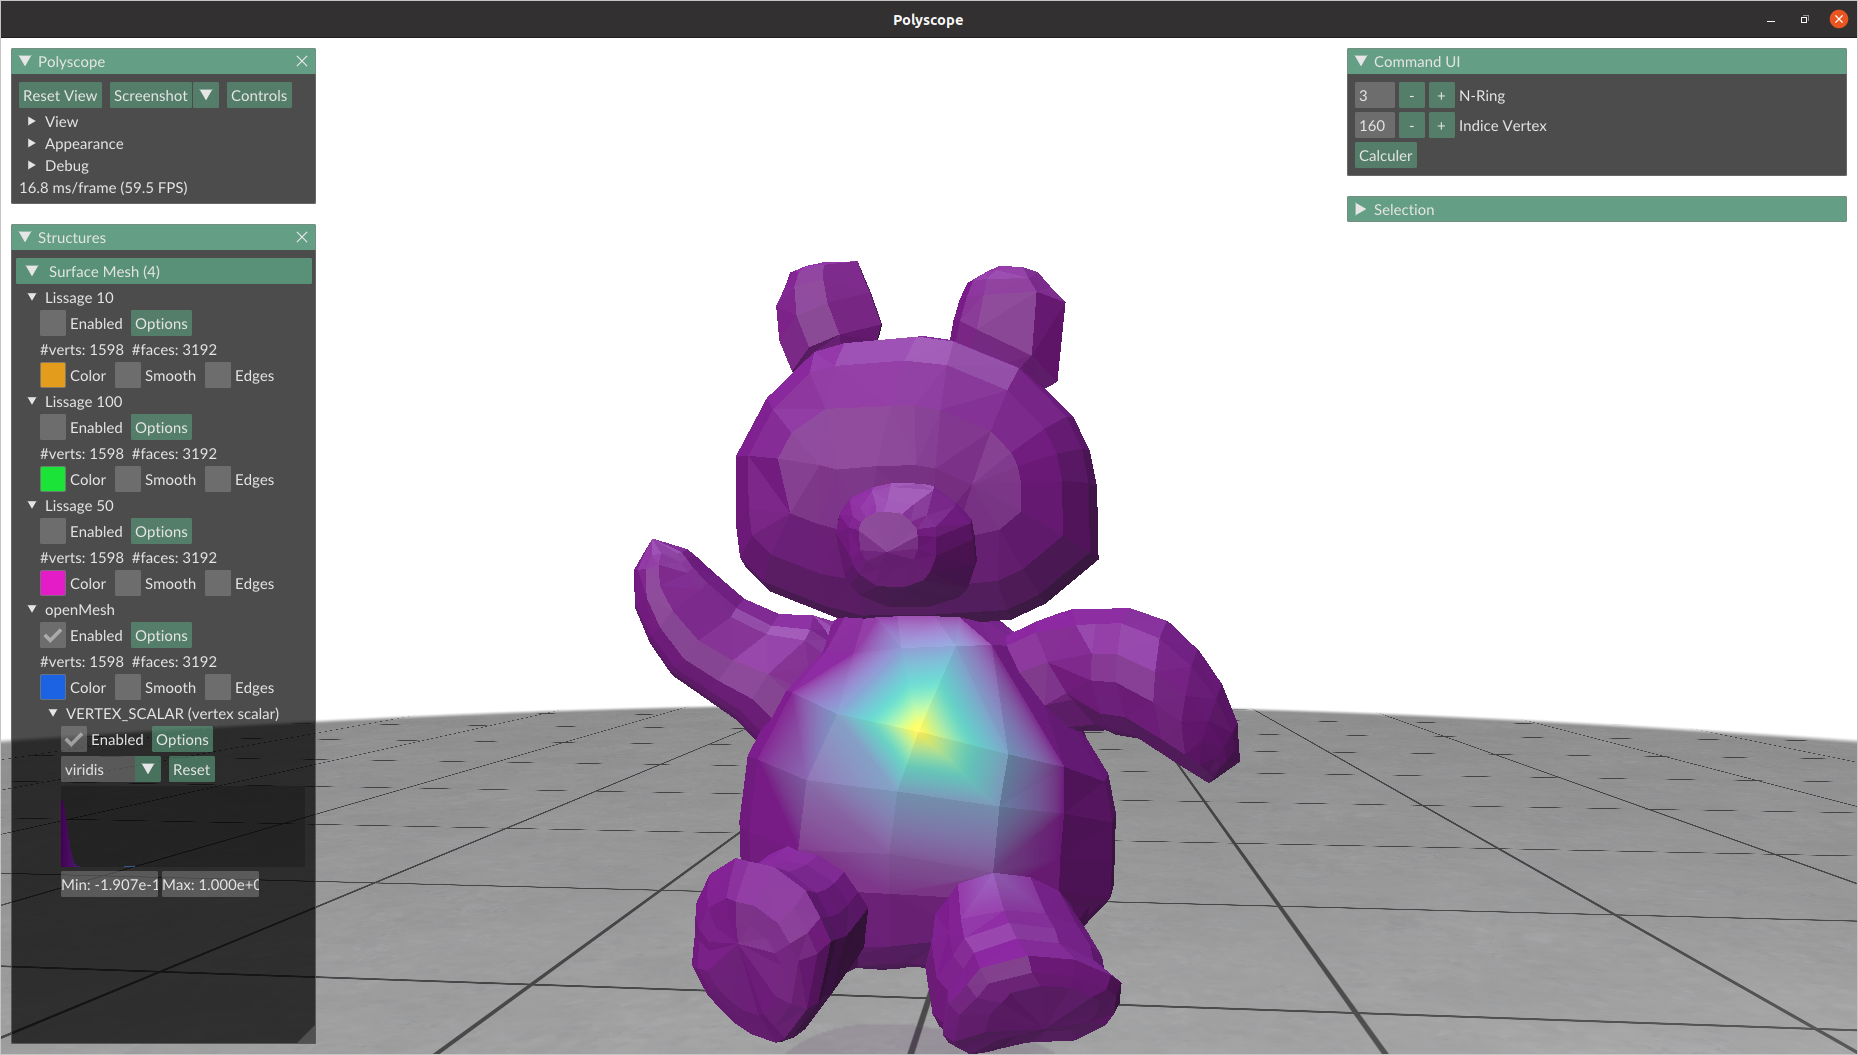 Polyscope
Polyscope
Reset View Screenshot Controls
View
Appearance
Debug
16.8 ms/frame (59.5 FPS)
Structures
Surface Mesh (4)
Lissage 10
Enabled Options
#verts: 1598 #faces: 3192
Color Smooth Edges
Lissage 100
Enabled Options
#verts: 1598 #faces: 3192
Color Smooth Edges
Lissage 50
Enabled Options
#verts: 1598 #faces: 3192
Color Smooth Edges
openMesh
Enabled Options
#verts: 1598 #faces: 3192
Color Smooth Edges
VERTEX_SCALAR (vertex scalar)
Enabled Options
viridis Reset
Min: -1.907e-1 Max: 1.000e+0
Command UI
3 - + N-Ring
160 - + Indice Vertex
Calculer
Selection